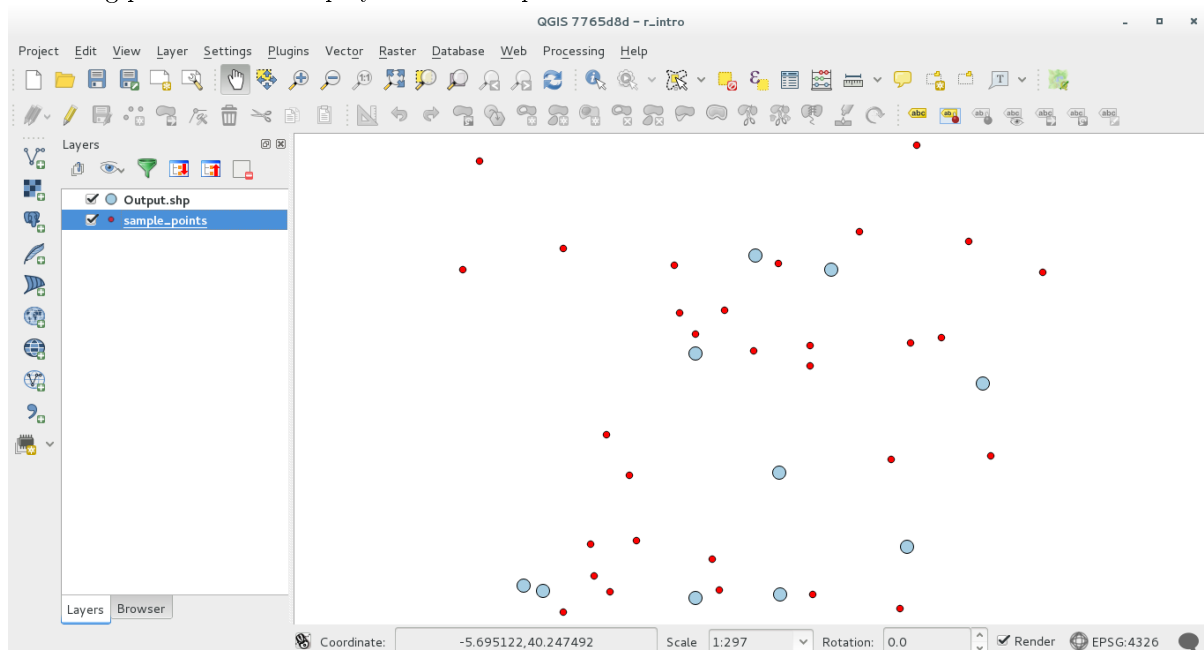 QGIS 7765d8d - r_intro
Project Edit View Layer Settings Plugins Vector Raster Database Web Processing Help
Layers
Output.shp
sample_points
Layers Browser
Coordinate: -5.695122,40.247492 Scale 1:297 Rotation: 0.0 Render EPSG:4326